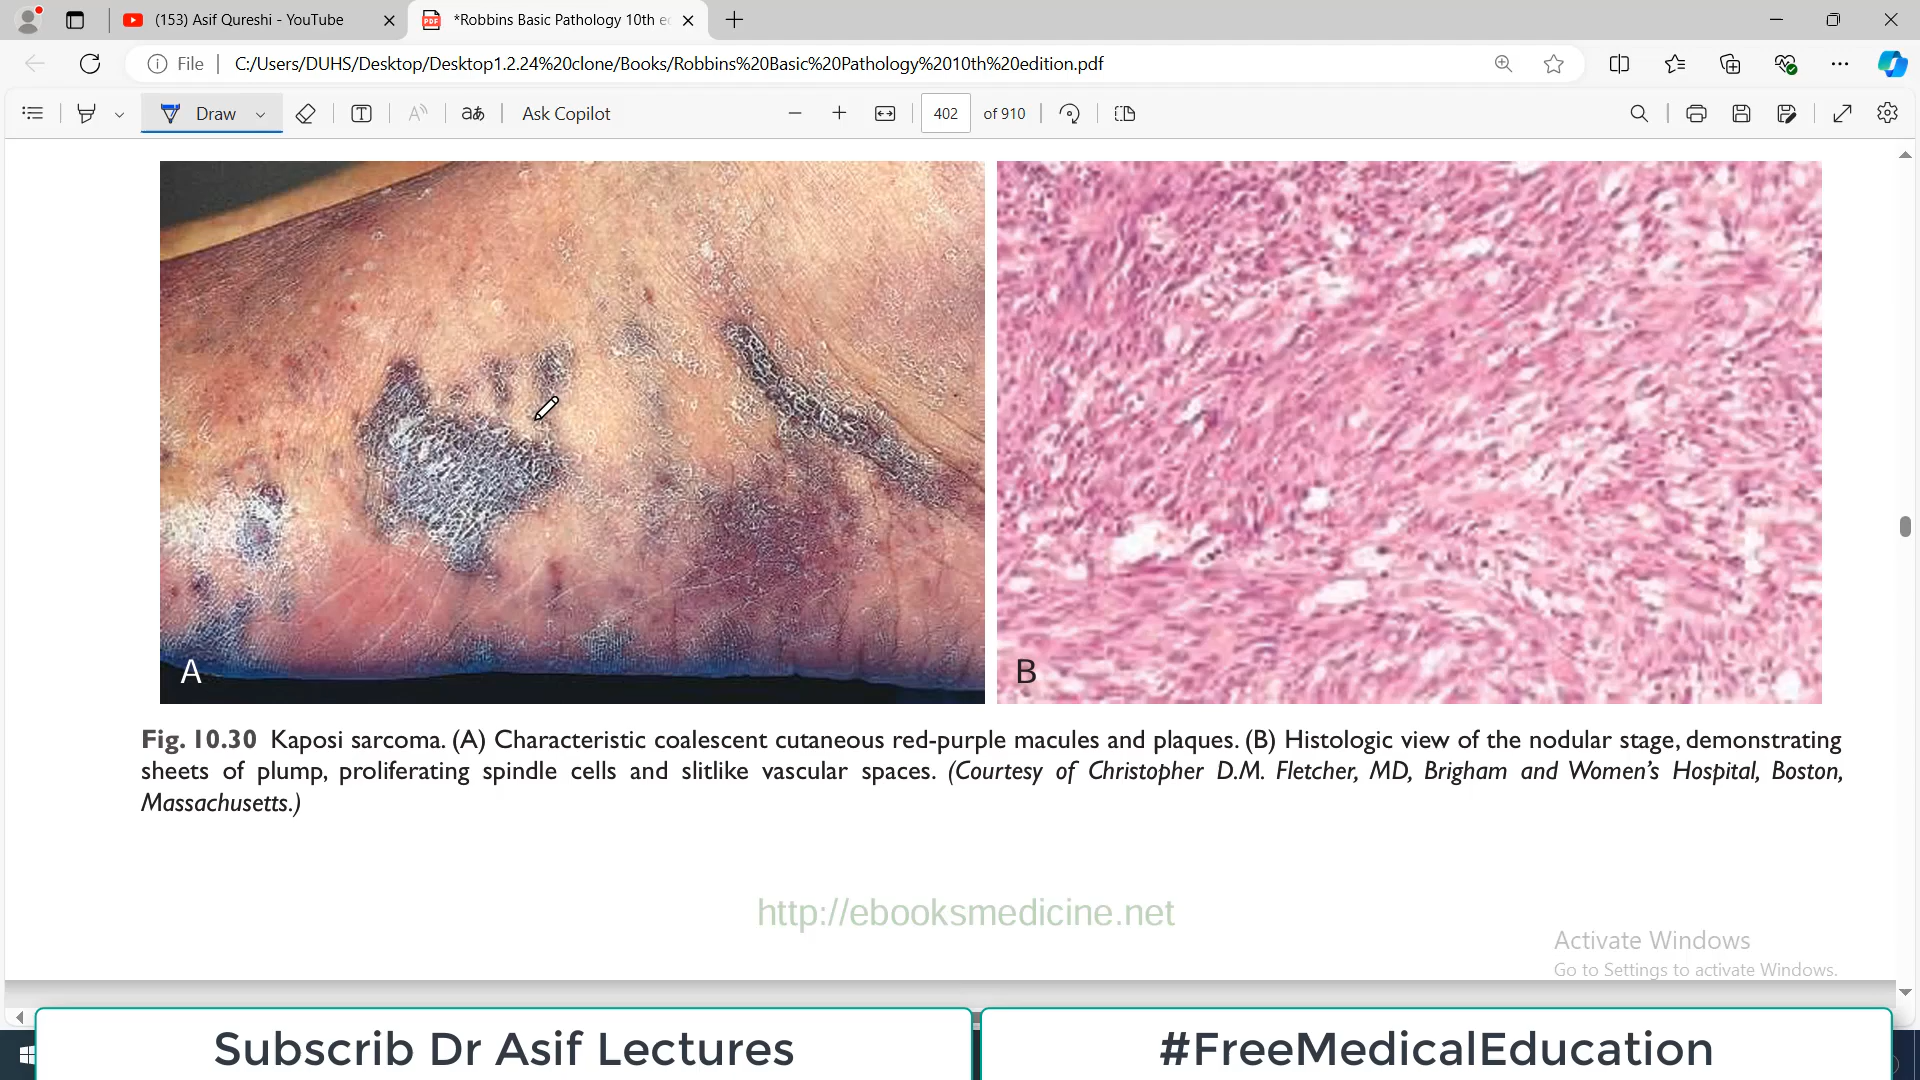 (153) Asif Qureshi - YouTube
*Robbins Basic Pathology 10th e
File
C:/Users/DUHS/Desktop/Desktop1.2.24%20clone/Books/Robbins%20Basic%20Pathology%2010th%20edition.pdf
Draw
Ask Copilot
402 of 910
A
B
Fig. 10.30 Kaposi sarcoma. (A) Characteristic coalescent cutaneous red-purple macules and plaques. (B) Histologic view of the nodular stage, demonstrating
sheets of plump, proliferating spindle cells and slitlike vascular spaces. (Courtesy of Christopher D.M. Fletcher, MD, Brigham and Women's Hospital, Boston,
Massachusetts.)
http://ebooksmedicine.net
Activate Windows
Go to Settings to activate Windows.
Subscrib Dr Asif Lectures
#FreeMedicalEducation